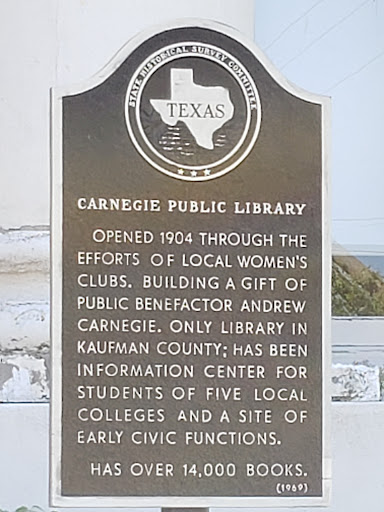 STATE HISTORICAL SURVEY COMMITTEE
TEXAS
CARNEGIE PUBLIC LIBRARY
OPENED 1904 THROUGH THE
EFFORTS OF LOCAL WOMEN'S
CLUBS. BUILDING A GIFT OF
PUBLIC BENEFACTOR ANDREW
CARNEGIE. ONLY LIBRARY IN
KAUFMAN COUNTY; HAS BEEN
INFORMATION CENTER FOR
STUDENTS OF FIVE LOCAL
COLLEGES AND A SITE OF
EARLY CIVIC FUNCTIONS.
HAS OVER 14,000 BOOKS.
(1969)